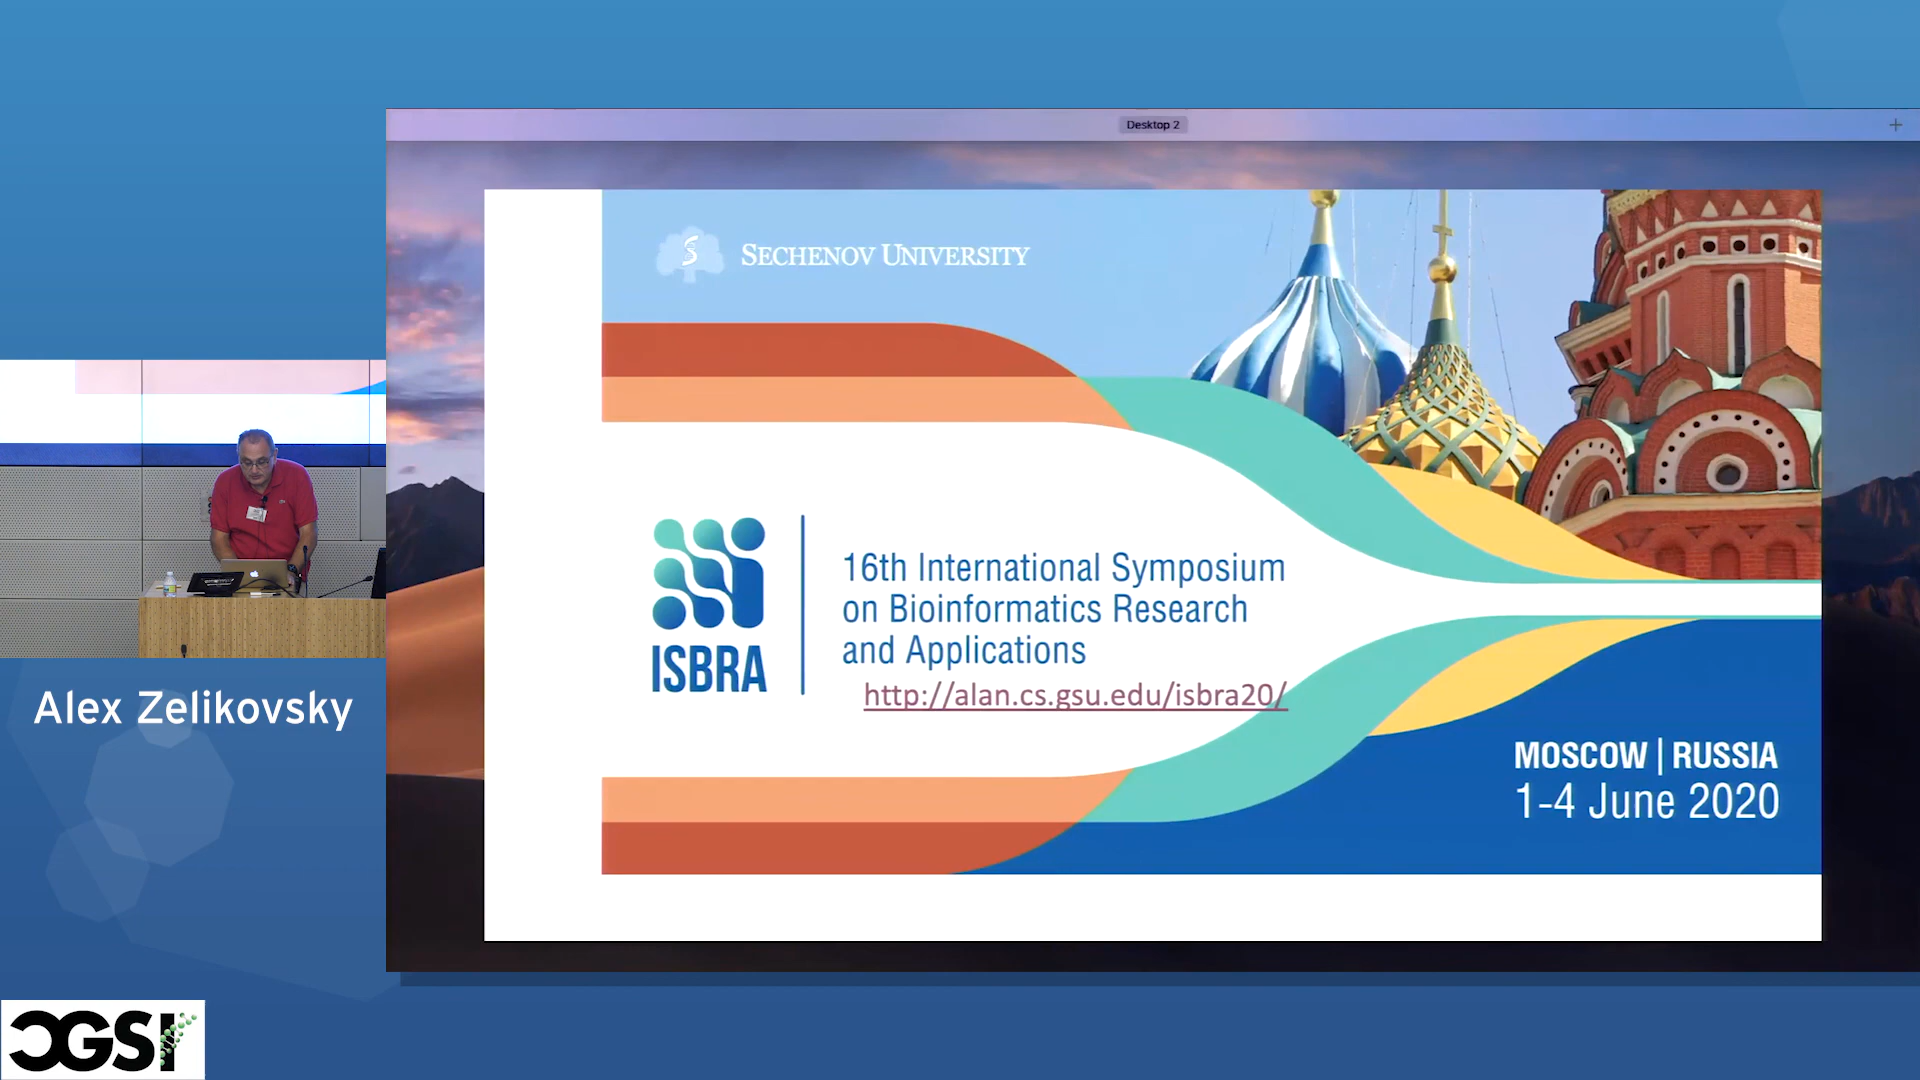 Desktop 2
SECHENOV UNIVERSITY
16th International Symposium
on Bioinformatics Research
and Applications
ISBRA
http://alan.cs.gsu.edu/isbra20/
MOSCOW | RUSSIA
1-4 June 2020
Alex Zelikovsky
CGSI